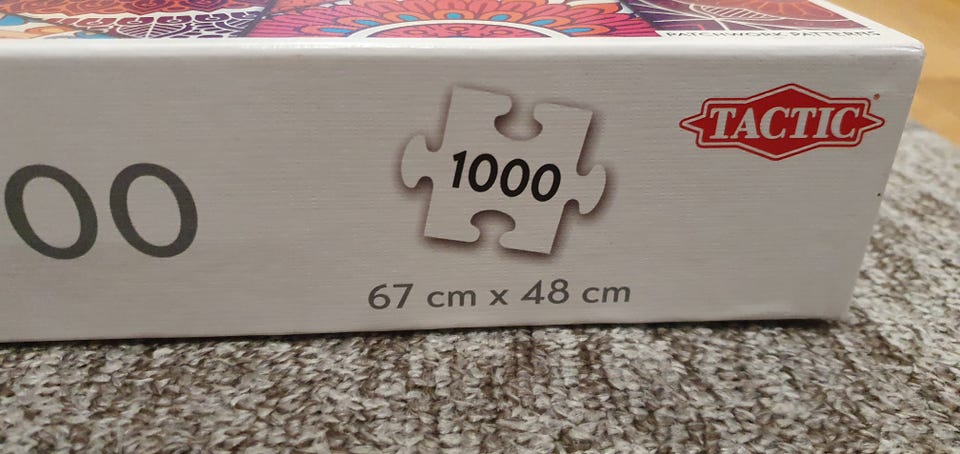 PATCHWORK PATTERNS
TACTIC
00
1000
67 cm x 48 cm